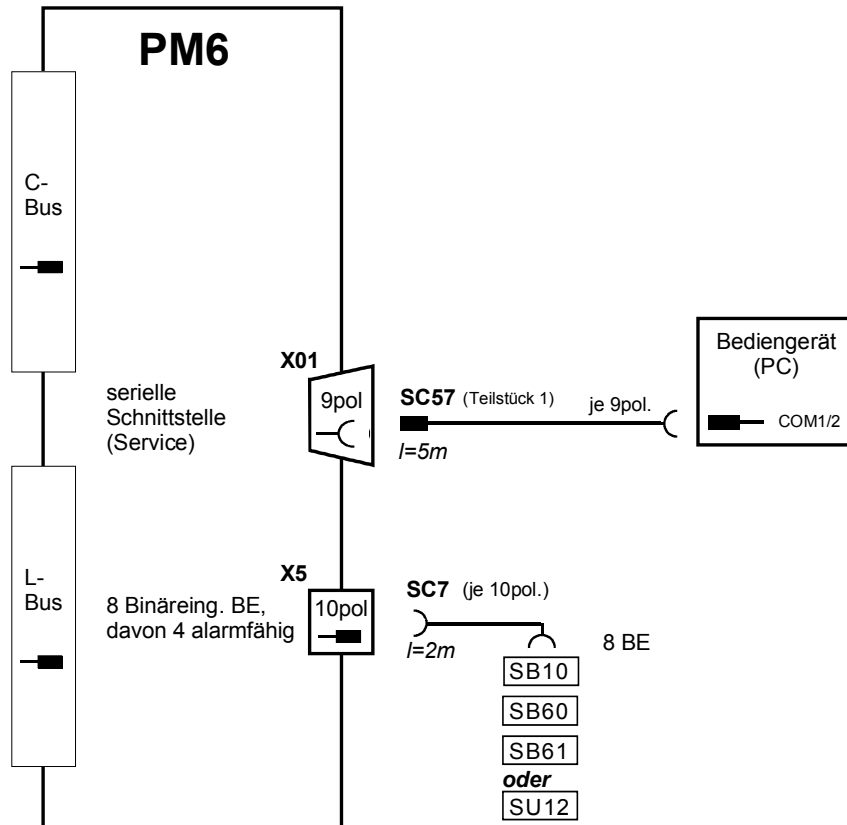 PM6
C-
Bus
X01
serielle
Schnittstelle
(Service)
9pol
SC57 (Teilstück 1)
je 9pol.
l=5m
Bediengerät
(PC)
COM1/2
L-
Bus
X5
8 Binäreing. BE,
davon 4 alarmfähig
10pol
SC7 (je 10pol.)
l=2m
8 BE
SB10
SB60
SB61
oder
SU12